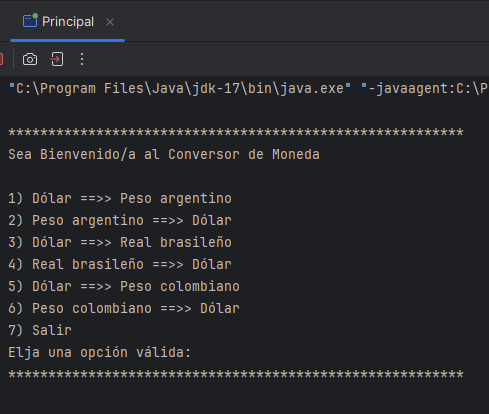 Principal
"C:\Program Files\Java\jdk-17\bin\java.exe" "-javaagent:C:\P
*********************************************************
Sea Bienvenido/a al Conversor de Moneda
1) Dólar ==>> Peso argentino
2) Peso argentino ==>> Dólar
3) Dólar ==>> Real brasileño
4) Real brasileño ==>> Dólar
5) Dólar ==>> Peso colombiano
6) Peso colombiano ==>> Dólar
7) Salir
Elja una opción válida:
*********************************************************